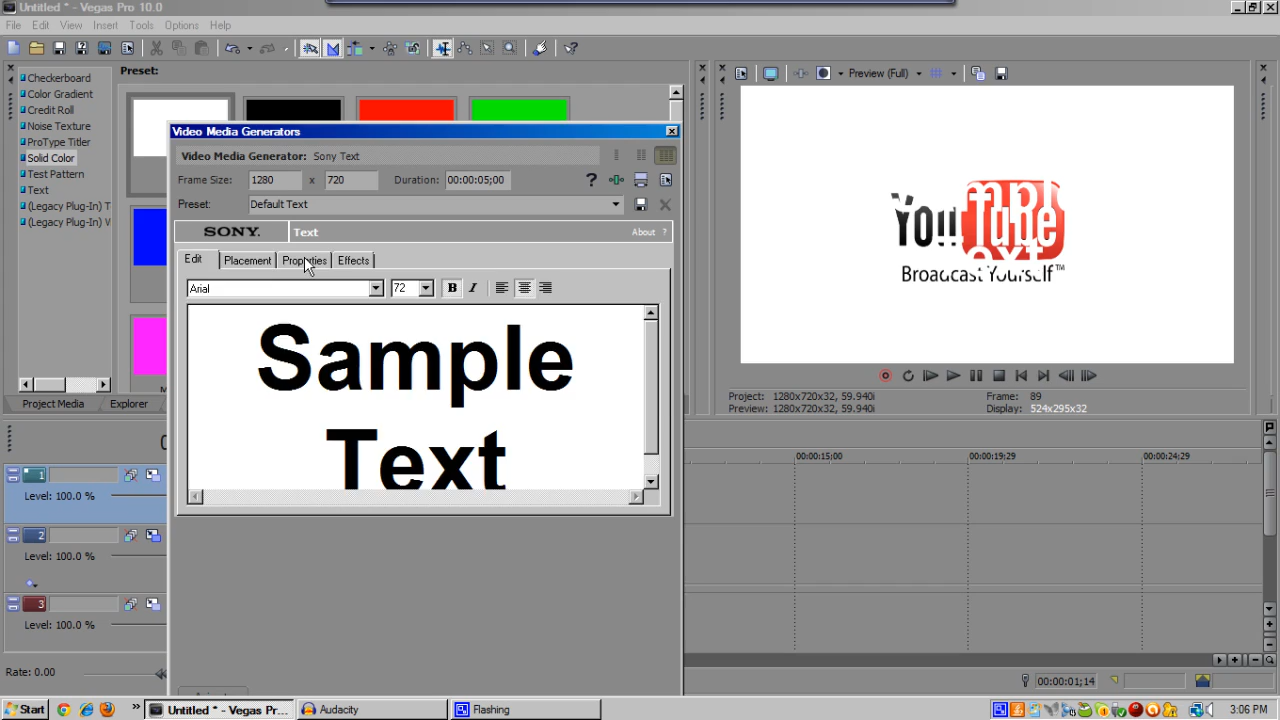 Untitled * - Vegas Pro 10.0
File Edit View Insert Tools Options Help
Checkerboard
Color Gradient
Credit Roll
Noise Texture
ProType Titler
Solid Color
Test Pattern
Text
(Legacy Plug-In) T
(Legacy Plug-In) W
Preset:
Project Media Explorer
Video Media Generators
Video Media Generator: Sony Text
Frame Size: 1280 x 720 Duration: 00:00:05;00 ?
Preset: Default Text
SONY. Text About ?
Edit Placement Properties Effects
Arial 72 B I
Sample
Text
Preview (Full)
YouTube
Broadcast Yourself™
Project: 1280x720x32, 59.940i Frame: 89
Preview: 1280x720x32, 59.940i Display: 524x295x32
00:00:15;00 00:00:19;29 00:00:24;29
1
Level: 100.0 %
2
Level: 100.0 %
3
Level: 100.0 %
Rate: 0.00
00:00:01;14
Start Untitled * - Vegas Pr... Audacity Flashing 3:06 PM